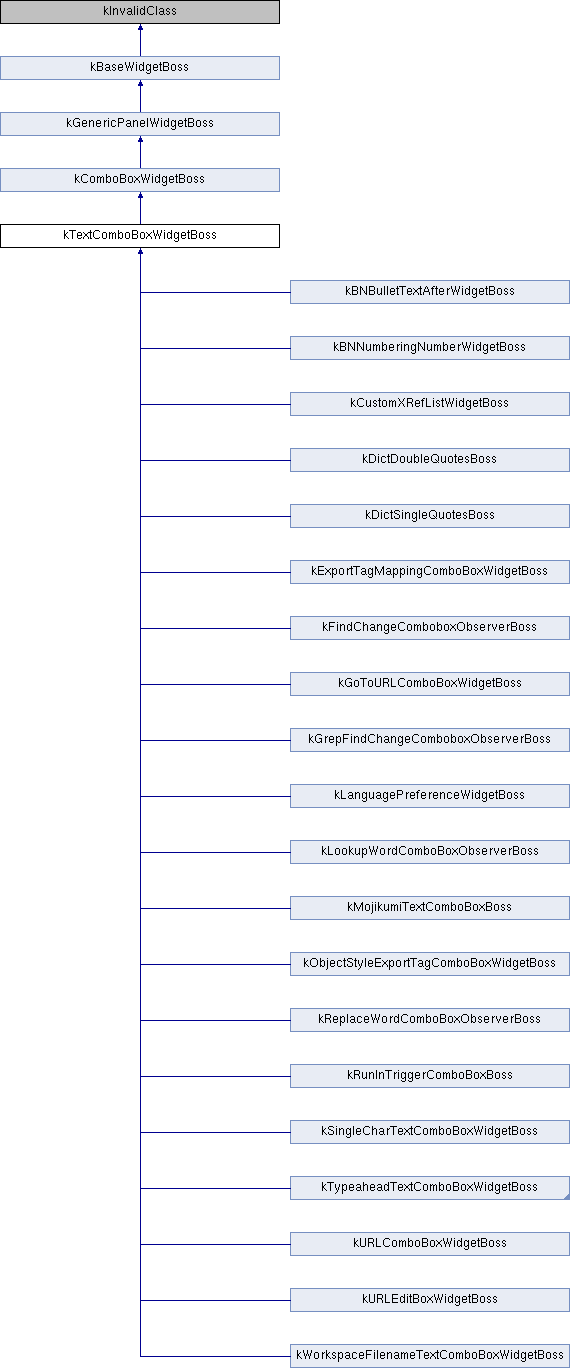 kInvalidClass
kBaseWidgetBoss
kGenericPanelWidgetBoss
kComboBoxWidgetBoss
kTextComboBoxWidgetBoss
kBNBulletTextAfterWidgetBoss
kBNNumberingNumberWidgetBoss
kCustomXRefListWidgetBoss
kDictDoubleQuotesBoss
kDictSingleQuotesBoss
kExportTagMappingComboBoxWidgetBoss
kFindChangeComboboxObserverBoss
kGoToURLComboBoxWidgetBoss
kGrepFindChangeComboboxObserverBoss
kLanguagePreferenceWidgetBoss
kLookupWordComboBoxObserverBoss
kMojikumiTextComboBoxBoss
kObjectStyleExportTagComboBoxWidgetBoss
kReplaceWordComboBoxObserverBoss
kRunInTriggerComboBoxBoss
kSingleCharTextComboBoxWidgetBoss
kTypeaheadTextComboBoxWidgetBoss
kURLComboBoxWidgetBoss
kURLEditBoxWidgetBoss
kWorkspaceFilenameTextComboBoxWidgetBoss